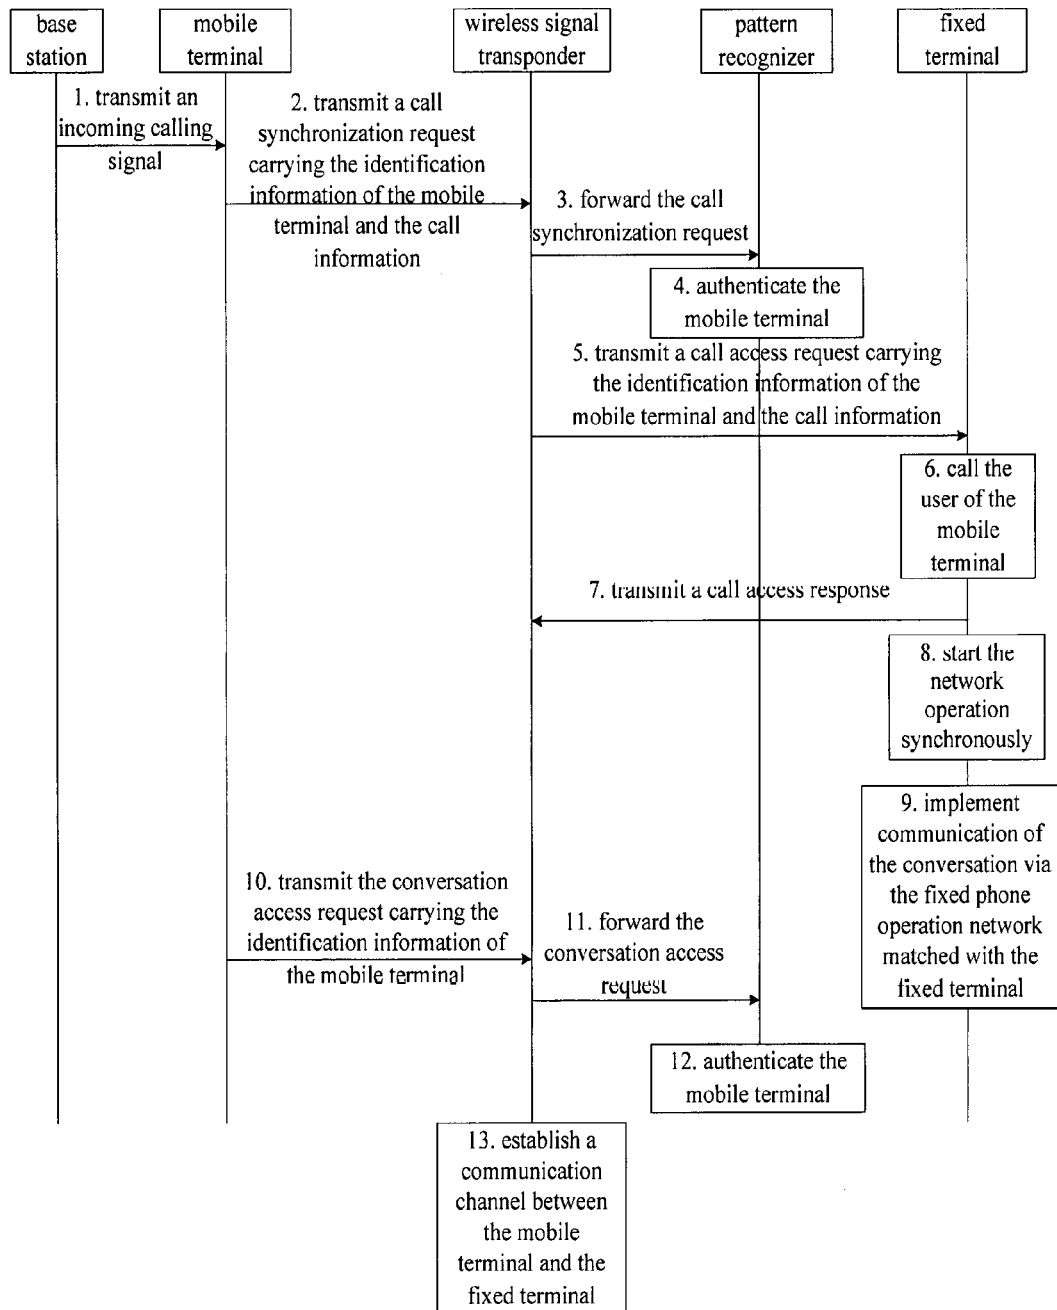 base
station
mobile
terminal
wireless signal
transponder
pattern
recognizer
fixed
terminal
1. transmit an
incoming calling
signal
2. transmit a call
synchronization request
carrying the identification
information of the mobile
terminal and the call
information
3. forward the call
synchronization request
4. authenticate the
mobile terminal
5. transmit a call access request carrying
the identification information of the
mobile terminal and the call information
6. call the
user of the
mobile
terminal
7. transmit a call access response
8. start the
network
operation
synchronously
9. implement
communication of
the conversation via
the fixed phone
operation network
matched with the
fixed terminal
10. transmit the conversation
access request carrying the
identification information of
the mobile terminal
11. forward the
conversation access
request
12. authenticate the
mobile terminal
13. establish a
communication
channel between
the mobile
terminal and the
fixed terminal